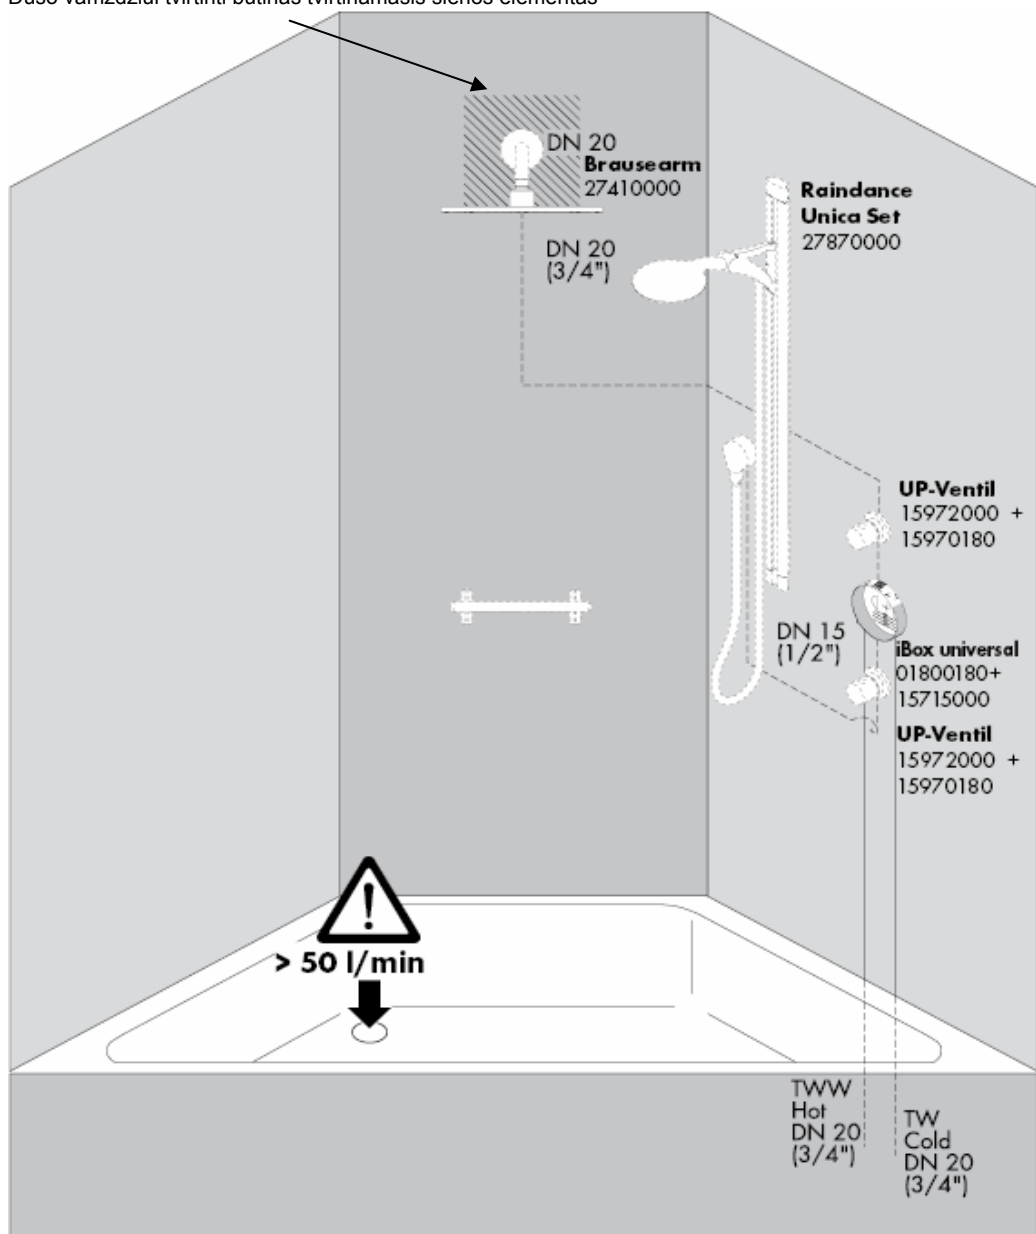 Dušo vamzdžiui tvirtinti būtinas tvirtinamasis sienos elementas
DN 20
Brausearm
27410000
Raindance
Unica Set
27870000
DN 20
(3/4")
UP-Ventil
15972000 +
15970180
DN 15
(1/2")
iBox universal
01800180+
15715000
UP-Ventil
15972000 +
15970180
!
> 50 l/min
TWW
Hot
DN 20
(3/4")
TW
Cold
DN 20
(3/4")